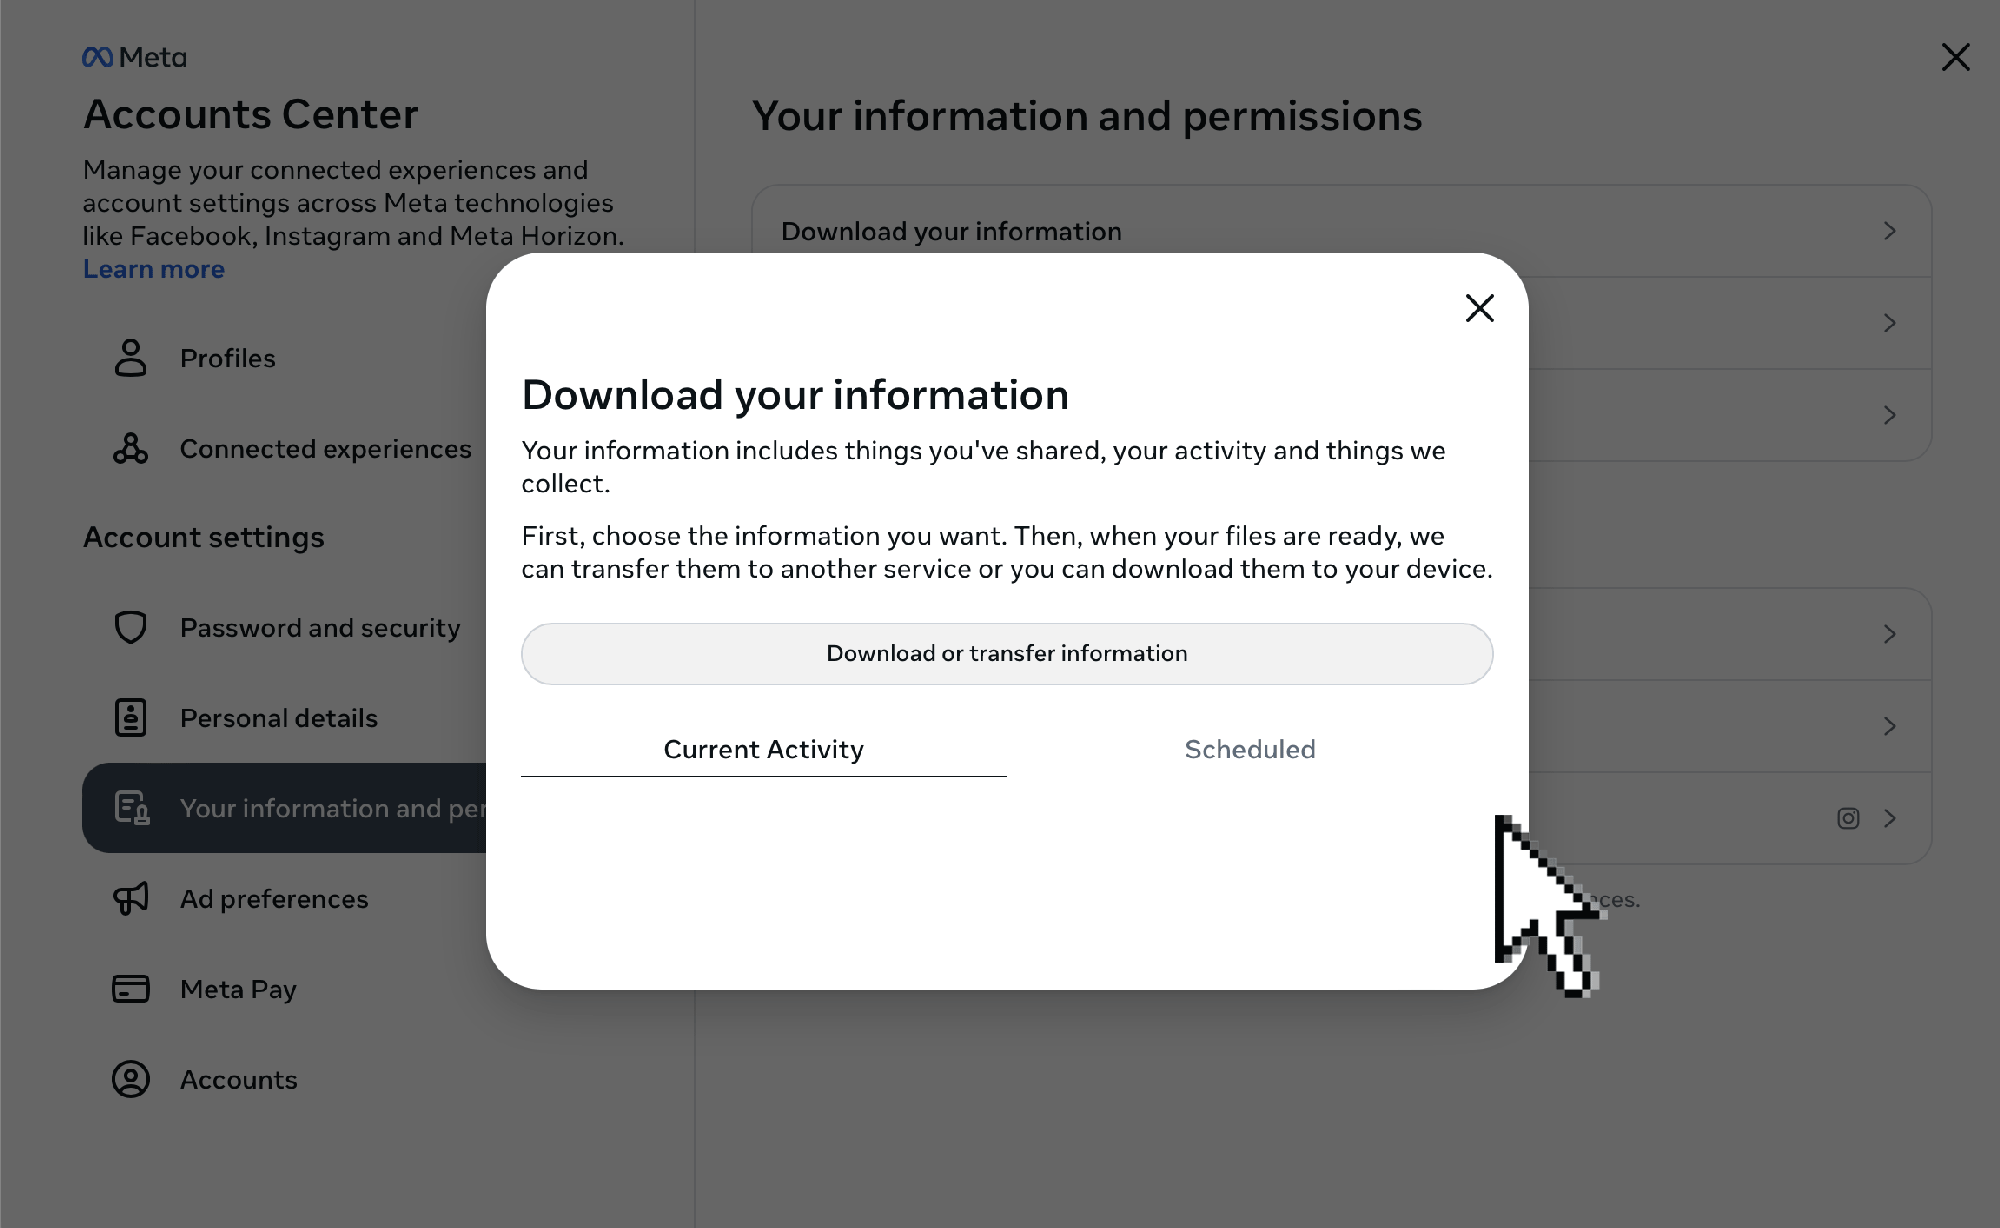 Meta
Accounts Center
Manage your connected experiences and
account settings across Meta technologies
like Facebook, Instagram and Meta Horizon.
Learn more
Profiles
Connected experiences
Account settings
Password and security
Personal details
Your information and per
Ad preferences
Meta Pay
Accounts
Your information and permissions
Download your information
Download your information
Your information includes things you've shared, your activity and things we
collect.
First, choose the information you want. Then, when your files are ready, we
can transfer them to another service or you can download them to your device.
Download or transfer information
Current Activity
Scheduled